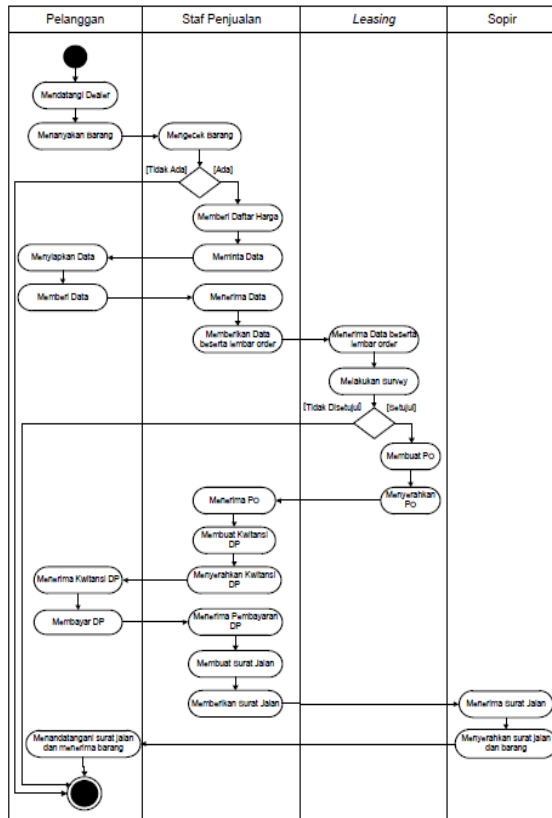 Pelanggan
Staf Penjualan
Leasing
Sopir
Mendatangi Dealer
Menanyakan Barang
Mengecek Barang
[Tidak Ada]
[Ada]
Memberi Daftar Harga
Menyiapkan Data
Meminta Data
Memberi Data
Menerima Data
Memberikan Data
beserta lembar order
Menerima Data beserta
lembar order
Melakukan survey
[Tidak Disetujui]
[Setuju]
Membuat PO
Menyerahkan
PO
Menerima PO
Membuat Kwitansi
DP
Menyerahkan Kwitansi
DP
Menerima Kwitansi DP
Membayar DP
Menerima Pembayaran
DP
Membuat Surat Jalan
Memberikan Surat Jalan
Menerima Surat Jalan
Menyerahkan surat jalan
dan barang
Menandatangani surat jalan
dan menerima barang